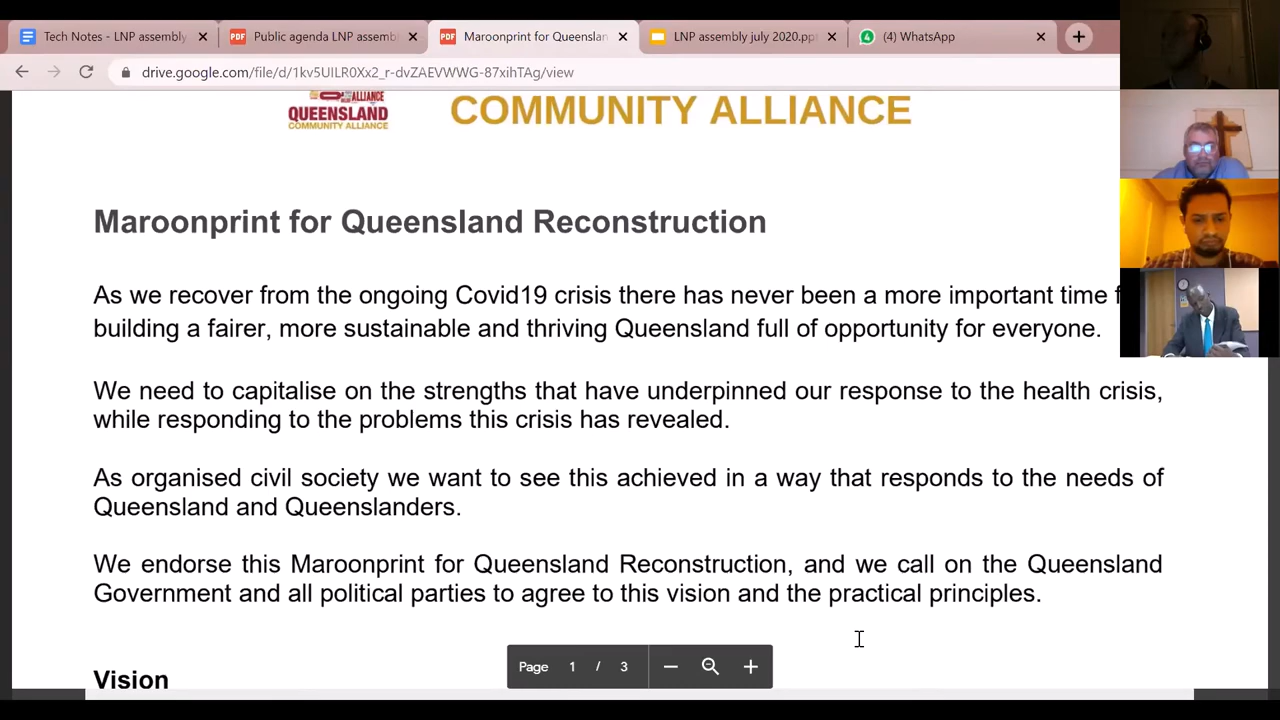 Tech Notes - LNP assembly
Public agenda LNP assembl
Maroonprint for Queenslan
LNP assembly july 2020.ppt
(4) WhatsApp
drive.google.com/file/d/1kv5UILR0Xx2_r-dvZAEVWWG-87xihTAg/view
ALLIANCE
QUEENSLAND
COMMUNITY ALLIANCE
COMMUNITY ALLIANCE
Maroonprint for Queensland Reconstruction
As we recover from the ongoing Covid19 crisis there has never been a more important time f
building a fairer, more sustainable and thriving Queensland full of opportunity for everyone.
We need to capitalise on the strengths that have underpinned our response to the health crisis,
while responding to the problems this crisis has revealed.
As organised civil society we want to see this achieved in a way that responds to the needs of
Queensland and Queenslanders.
We endorse this Maroonprint for Queensland Reconstruction, and we call on the Queensland
Government and all political parties to agree to this vision and the practical principles.
Page 1 / 3
Vision